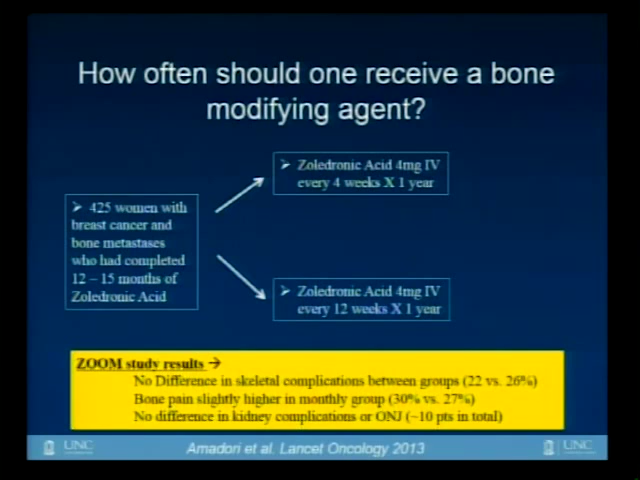 How often should one receive a bone
modifying agent?
➢ Zoledronic Acid 4mg IV
every 4 weeks X 1 year
➢ 425 women with
breast cancer and
bone metastases
who had completed
12 – 15 months of
Zoledronic Acid
➢ Zoledronic Acid 4mg IV
every 12 weeks X 1 year
ZOOM study results →
No Difference in skeletal complications between groups (22 vs. 26%)
Bone pain slightly higher in monthly group (30% vs. 27%)
No difference in kidney complications or ONJ (~10 pts in total)
UNC
Amadori et al. Lancet Oncology 2013
UNC